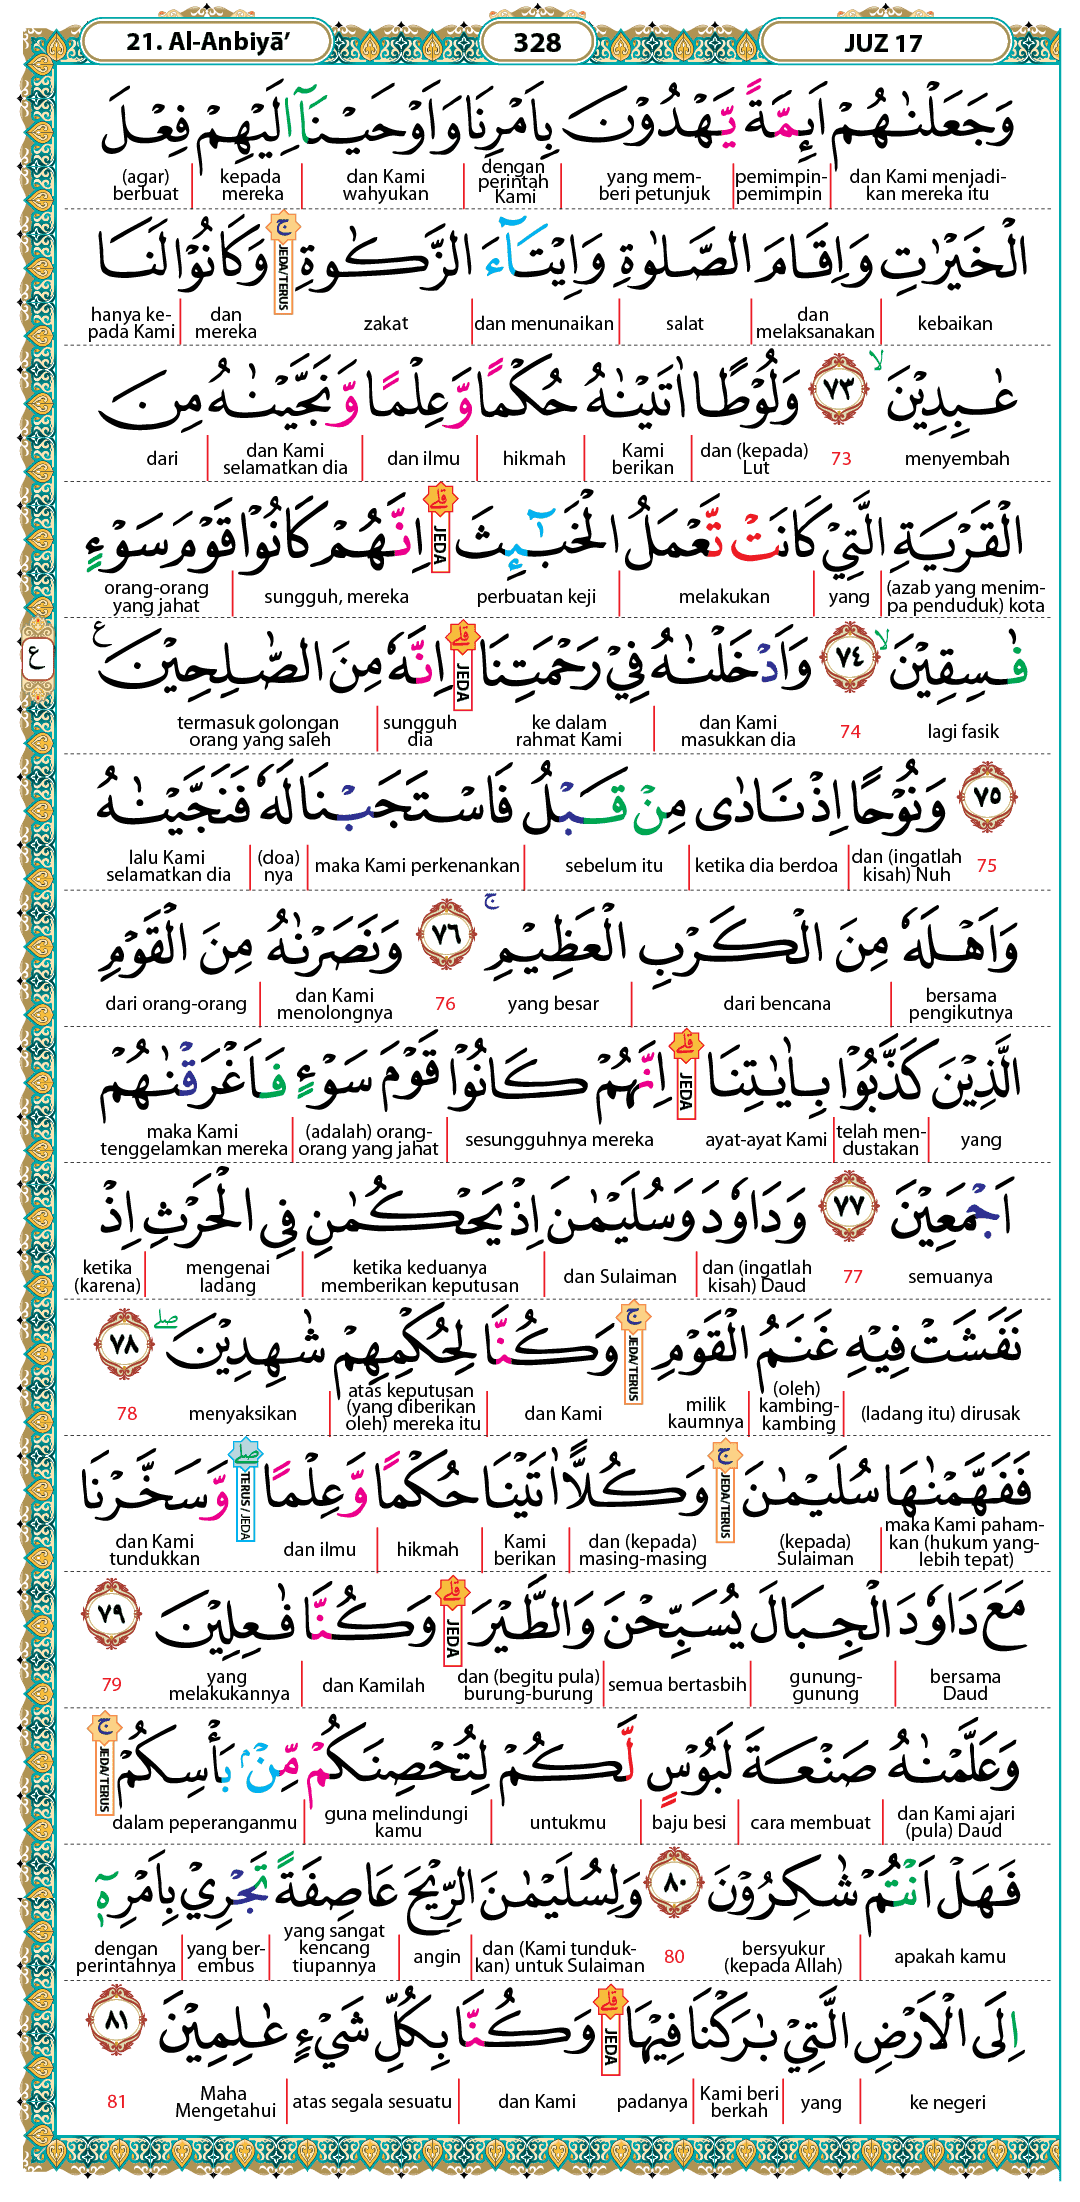 21. Al-Anbiyā’
328
JUZ 17
وَجَعَلْنٰهُمْ اَىِٕمَّةً يَّهْدُوْنَ بِاَمْرِنَا وَاَوْحَيْنَآ اِلَيْهِمْ فِعْلَ
dan Kami menjadi-kan mereka itu | pemimpin-pemimpin | yang mem-beri petunjuk | dengan perintah Kami | dan Kami wahyukan | kepada mereka | (agar) berbuat
الْخَيْرٰتِ وَاِقَامَ الصَّلٰوةِ وَاِيْتَاۤءَ الزَّكٰوةِۚ JEDA/TERUS وَكَانُوْا لَنَا
kebaikan | dan melaksanakan | salat | dan menunaikan | zakat | dan mereka | hanya ke-pada Kami
عٰبِدِيْنَ ۙ ٧٣ وَلُوْطًا اٰتَيْنٰهُ حُكْمًا وَّعِلْمًا وَّنَجَّيْنٰهُ مِنَ
menyembah | 73 | dan (kepada) Lut | Kami berikan | hikmah | dan ilmu | dan Kami selamatkan dia | dari
الْقَرْيَةِ الَّتِيْ كَانَتْ تَّعْمَلُ الْخَبٰۤىِٕثَ ۗ JEDA اِنَّهُمْ كَانُوْا قَوْمَ سَوْءٍ
(azab yang menim-pa penduduk) kota | yang | melakukan | perbuatan keji | sungguh, mereka | orang-orang yang jahat
فٰسِقِيْنَ ۙ ٧٤ وَاَدْخَلْنٰهُ فِيْ رَحْمَتِنَا ۗ JEDA اِنَّهٗ مِنَ الصّٰلِحِيْنَ ࣖ ع
lagi fasik | 74 | dan Kami masukkan dia | ke dalam rahmat Kami | sungguh dia | termasuk golongan orang yang saleh
٧٥ وَنُوْحًا اِذْ نَادٰى مِنْ قَبْلُ فَاسْتَجَبْنَا لَهٗ فَنَجَّيْنٰهُ
75 | dan (ingatlah kisah) Nuh | ketika dia berdoa | sebelum itu | maka Kami perkenankan | (doa) nya | lalu Kami selamatkan dia
وَاَهْلَهٗ مِنَ الْكَرْبِ الْعَظِيْمِ ۚ ٧٦ وَنَصَرْنٰهُ مِنَ الْقَوْمِ
bersama pengikutnya | dari bencana | yang besar | 76 | dan Kami menolongnya | dari orang-orang
الَّذِيْنَ كَذَّبُوْا بِاٰيٰتِنَا ۗ JEDA اِنَّهُمْ كَانُوْا قَوْمَ سَوْءٍ فَاَغْرَقْنٰهُمْ
yang | telah men-dustakan | ayat-ayat Kami | sesungguhnya mereka | (adalah) orang-orang yang jahat | maka Kami tenggelamkan mereka
اَجْمَعِيْنَ ٧٧ وَدَاوٗدَ وَسُلَيْمٰنَ اِذْ يَحْكُمٰنِ فِى الْحَرْثِ اِذْ
semuanya | 77 | dan (ingatlah kisah) Daud | dan Sulaiman | ketika keduanya memberikan keputusan | mengenai ladang | ketika (karena)
نَفَشَتْ فِيْهِ غَنَمُ الْقَوْمِۚ JEDA/TERUS وَكُنَّا لِحُكْمِهِمْ شٰهِدِيْنَ ۖ ٧٨
(ladang itu) dirusak | (oleh) kambing-kambing | milik kaumnya | dan Kami | atas keputusan (yang diberikan oleh) mereka itu | menyaksikan | 78
فَفَهَّمْنٰهَا سُلَيْمٰنَۚ JEDA/TERUS وَكُلًّا اٰتَيْنَا حُكْمًا وَّعِلْمًا ۖ TERUS/JEDA وَّسَخَّرْنَا
maka Kami paham-kan (hukum yang-lebih tepat) | (kepada) Sulaiman | dan (kepada) masing-masing | Kami berikan | hikmah | dan ilmu | dan Kami tundukkan
مَعَ دَاوٗدَ الْجِبَالَ يُسَبِّحْنَ وَالطَّيْرَ ۗ JEDA وَكُنَّا فٰعِلِيْنَ ٧٩
bersama Daud | gunung-gunung | semua bertasbih | dan (begitu pula) burung-burung | dan Kamilah | yang melakukannya | 79
وَعَلَّمْنٰهُ صَنْعَةَ لَبُوْسٍ لَّكُمْ لِتُحْصِنَكُمْ مِّنْۢ بَأْسِكُمْۚ JEDA/TERUS
dan Kami ajari (pula) Daud | cara membuat | baju besi | untukmu | guna melindungi kamu | dalam peperanganmu
فَهَلْ اَنْتُمْ شٰكِرُوْنَ ٨٠ وَلِسُلَيْمٰنَ الرِّيْحَ عَاصِفَةً تَجْرِيْ بِاَمْرِهٖٓ
apakah kamu | bersyukur (kepada Allah) | 80 | dan (Kami tunduk-kan) untuk Sulaiman | angin | yang sangat kencang tiupannya | yang ber-embus | dengan perintahnya
اِلَى الْاَرْضِ الَّتِيْ بٰرَكْنَا فِيْهَا ۗ JEDA وَكُنَّا بِكُلِّ شَيْءٍ عٰلِمِيْنَ ٨١
ke negeri | yang | Kami beri berkah | padanya | dan Kami | atas segala sesuatu | Maha Mengetahui | 81